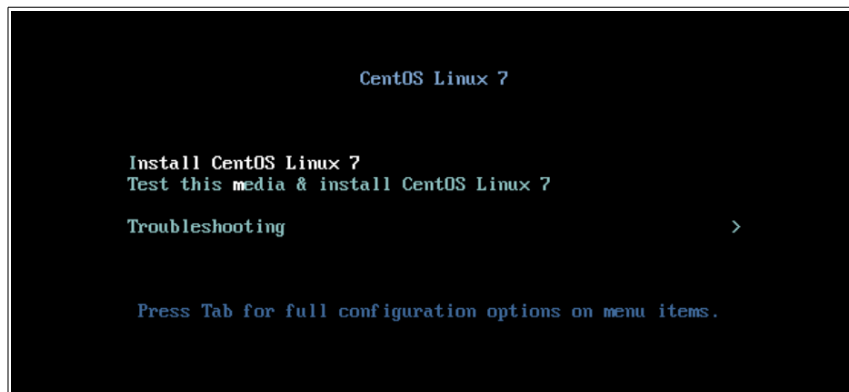 CentOS Linux 7
Install CentOS Linux 7
Test this media & install CentOS Linux 7
Troubleshooting >
Press Tab for full configuration options on menu items.